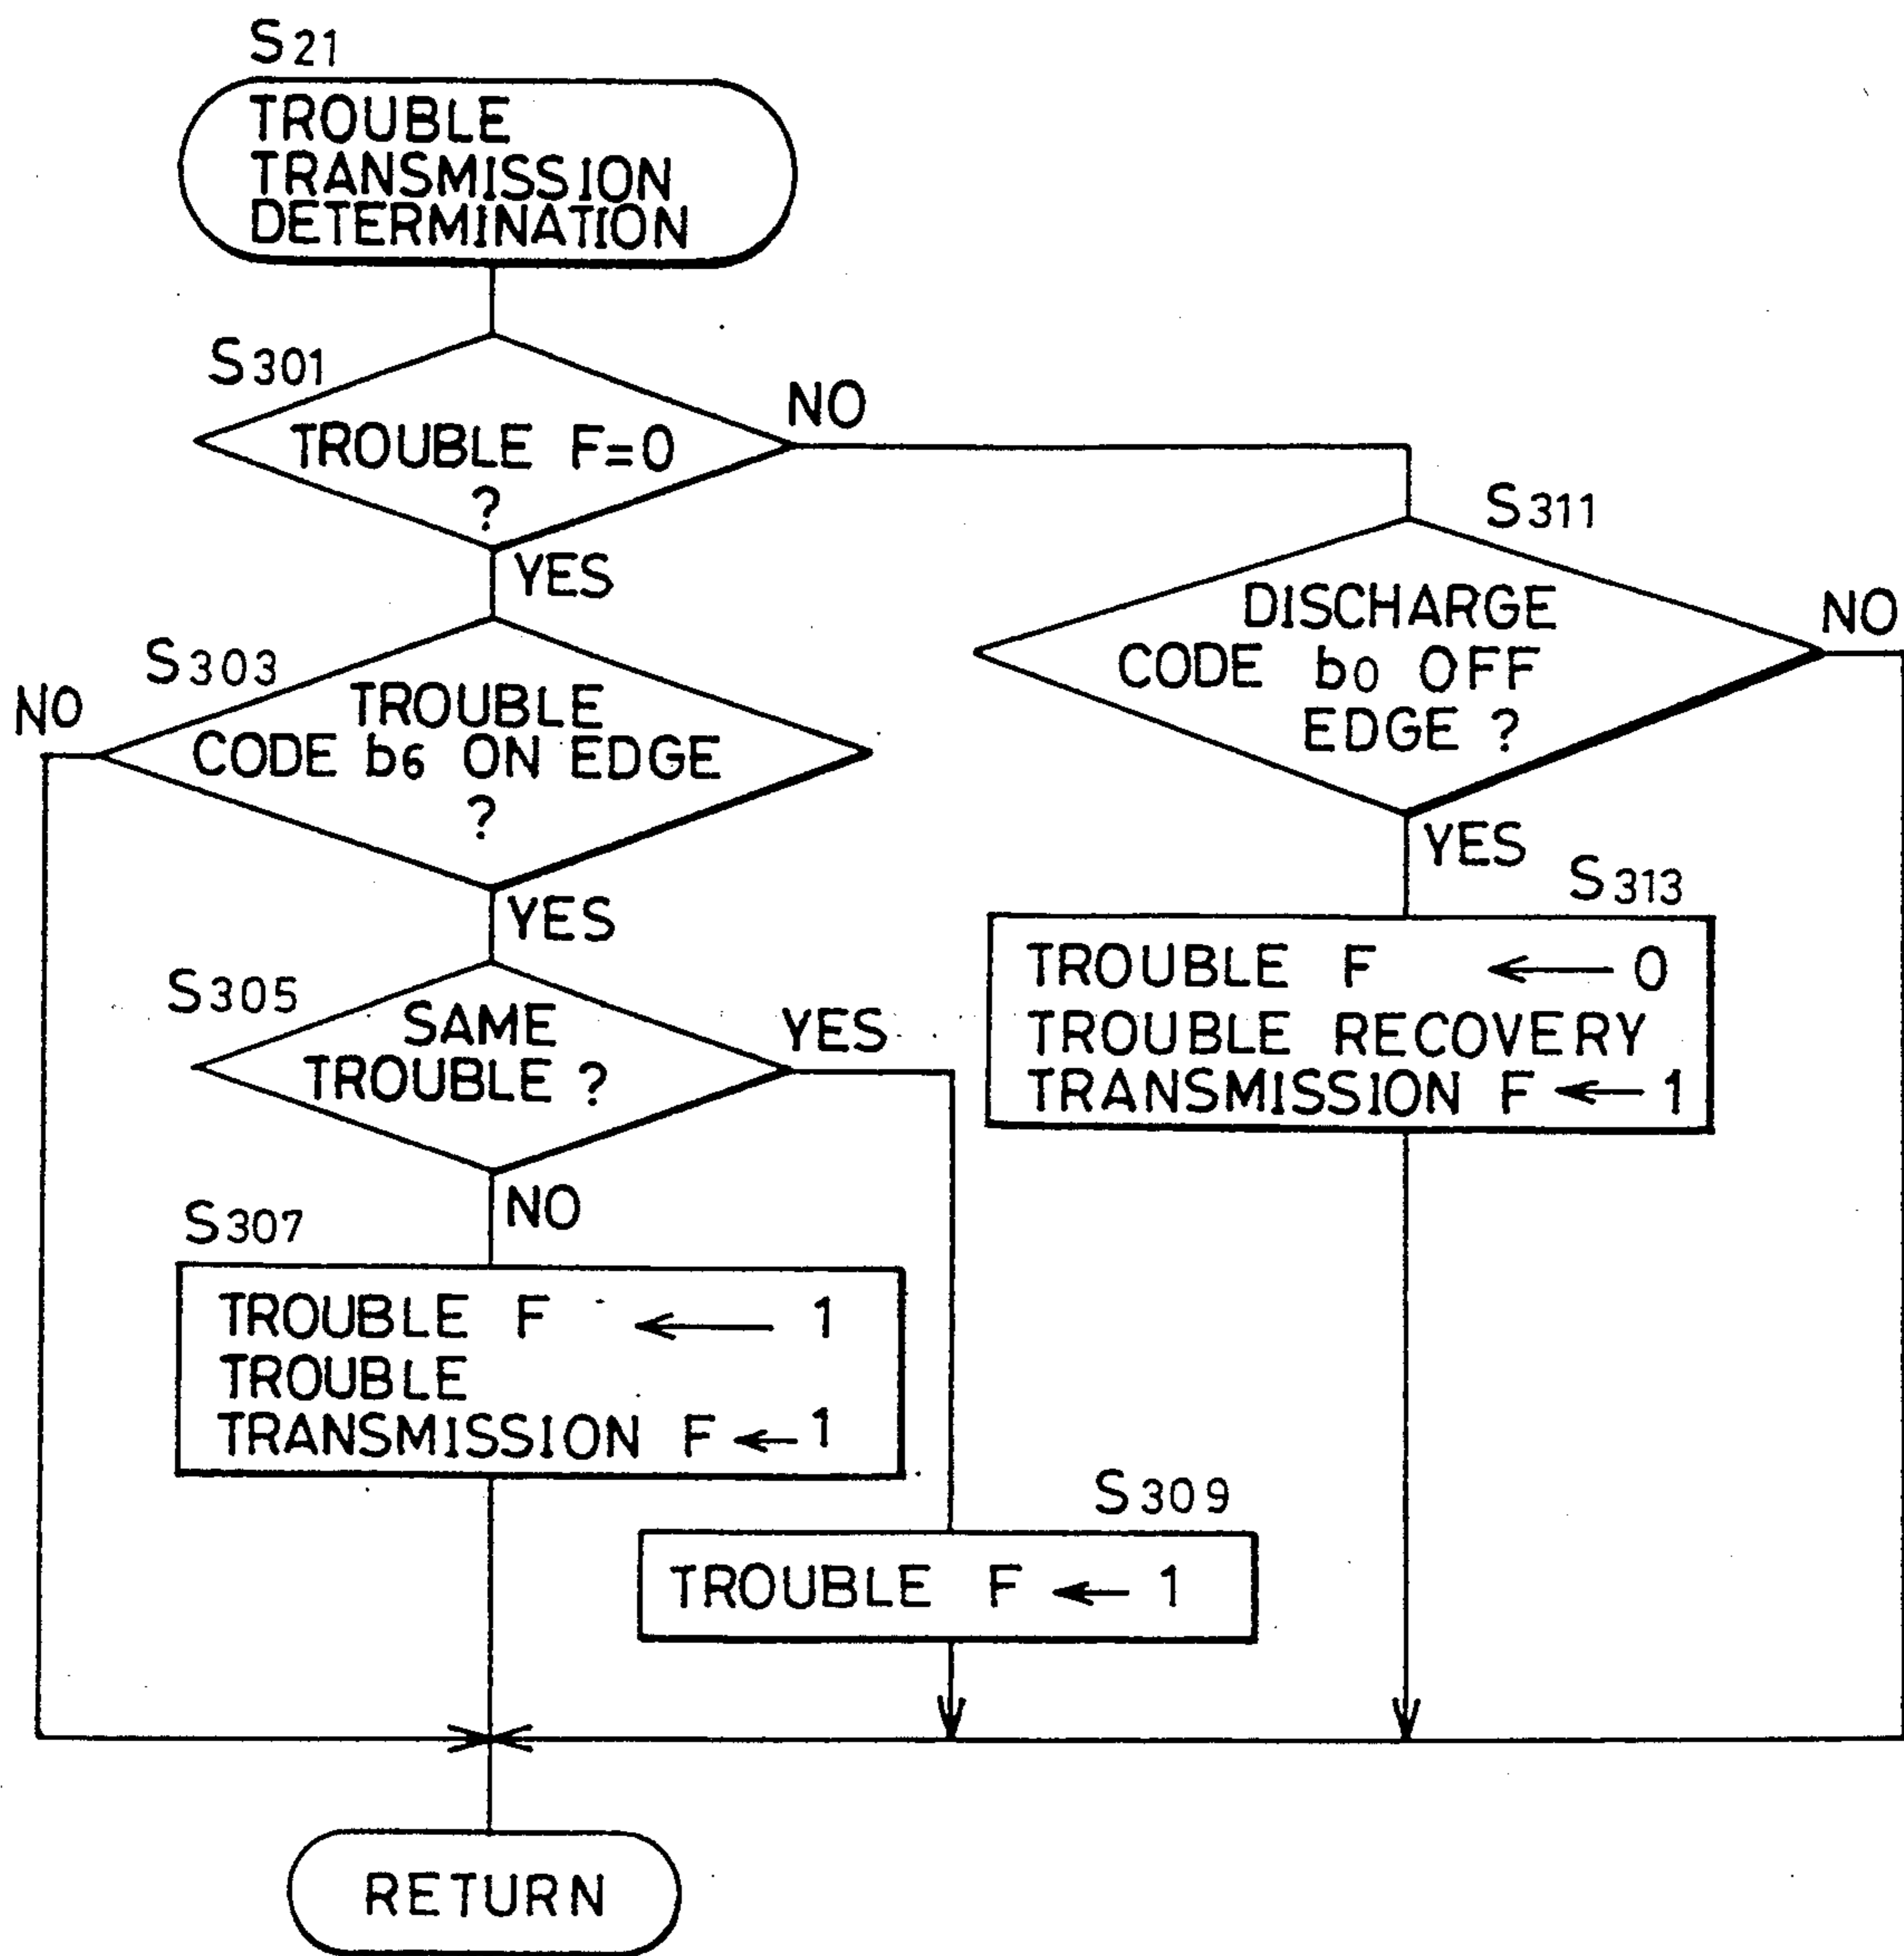 S21
TROUBLE
TRANSMISSION
DETERMINATION
S301
TROUBLE F=0
?
NO
YES
S303
TROUBLE
CODE b6 ON EDGE
?
NO
YES
S305
SAME
TROUBLE ?
YES
NO
S307
TROUBLE F ← 1
TROUBLE
TRANSMISSION F ← 1
S309
TROUBLE F ← 1
S311
DISCHARGE
CODE b0 OFF
EDGE ?
NO
YES
S313
TROUBLE F ← 0
TROUBLE RECOVERY
TRANSMISSION F ← 1
RETURN